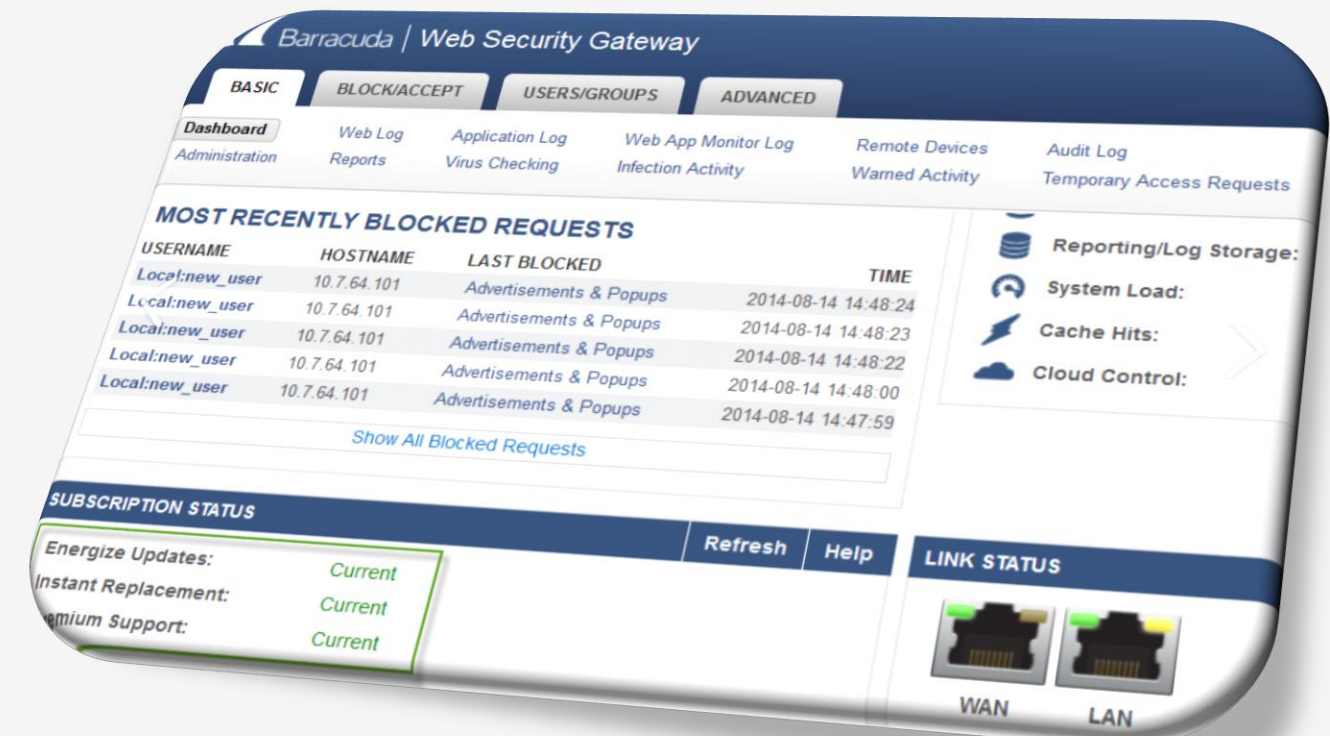 Barracuda | Web Security Gateway
BASIC BLOCK/ACCEPT USERS/GROUPS ADVANCED
Dashboard Web Log Application Log Web App Monitor Log Remote Devices Audit Log
Administration Reports Virus Checking Infection Activity Warned Activity Temporary Access Requests
MOST RECENTLY BLOCKED REQUESTS
USERNAME HOSTNAME LAST BLOCKED TIME
Local:new_user 10.7.64.101 Advertisements & Popups 2014-08-14 14:48:24
Local:new_user 10.7.64.101 Advertisements & Popups 2014-08-14 14:48:23
Local:new_user 10.7.64.101 Advertisements & Popups 2014-08-14 14:48:22
Local:new_user 10.7.64.101 Advertisements & Popups 2014-08-14 14:48:00
Local:new_user 10.7.64.101 Advertisements & Popups 2014-08-14 14:47:59
Show All Blocked Requests
Reporting/Log Storage:
System Load:
Cache Hits:
Cloud Control:
SUBSCRIPTION STATUS Refresh Help
Energize Updates: Current
Instant Replacement: Current
emium Support: Current
LINK STATUS
WAN LAN